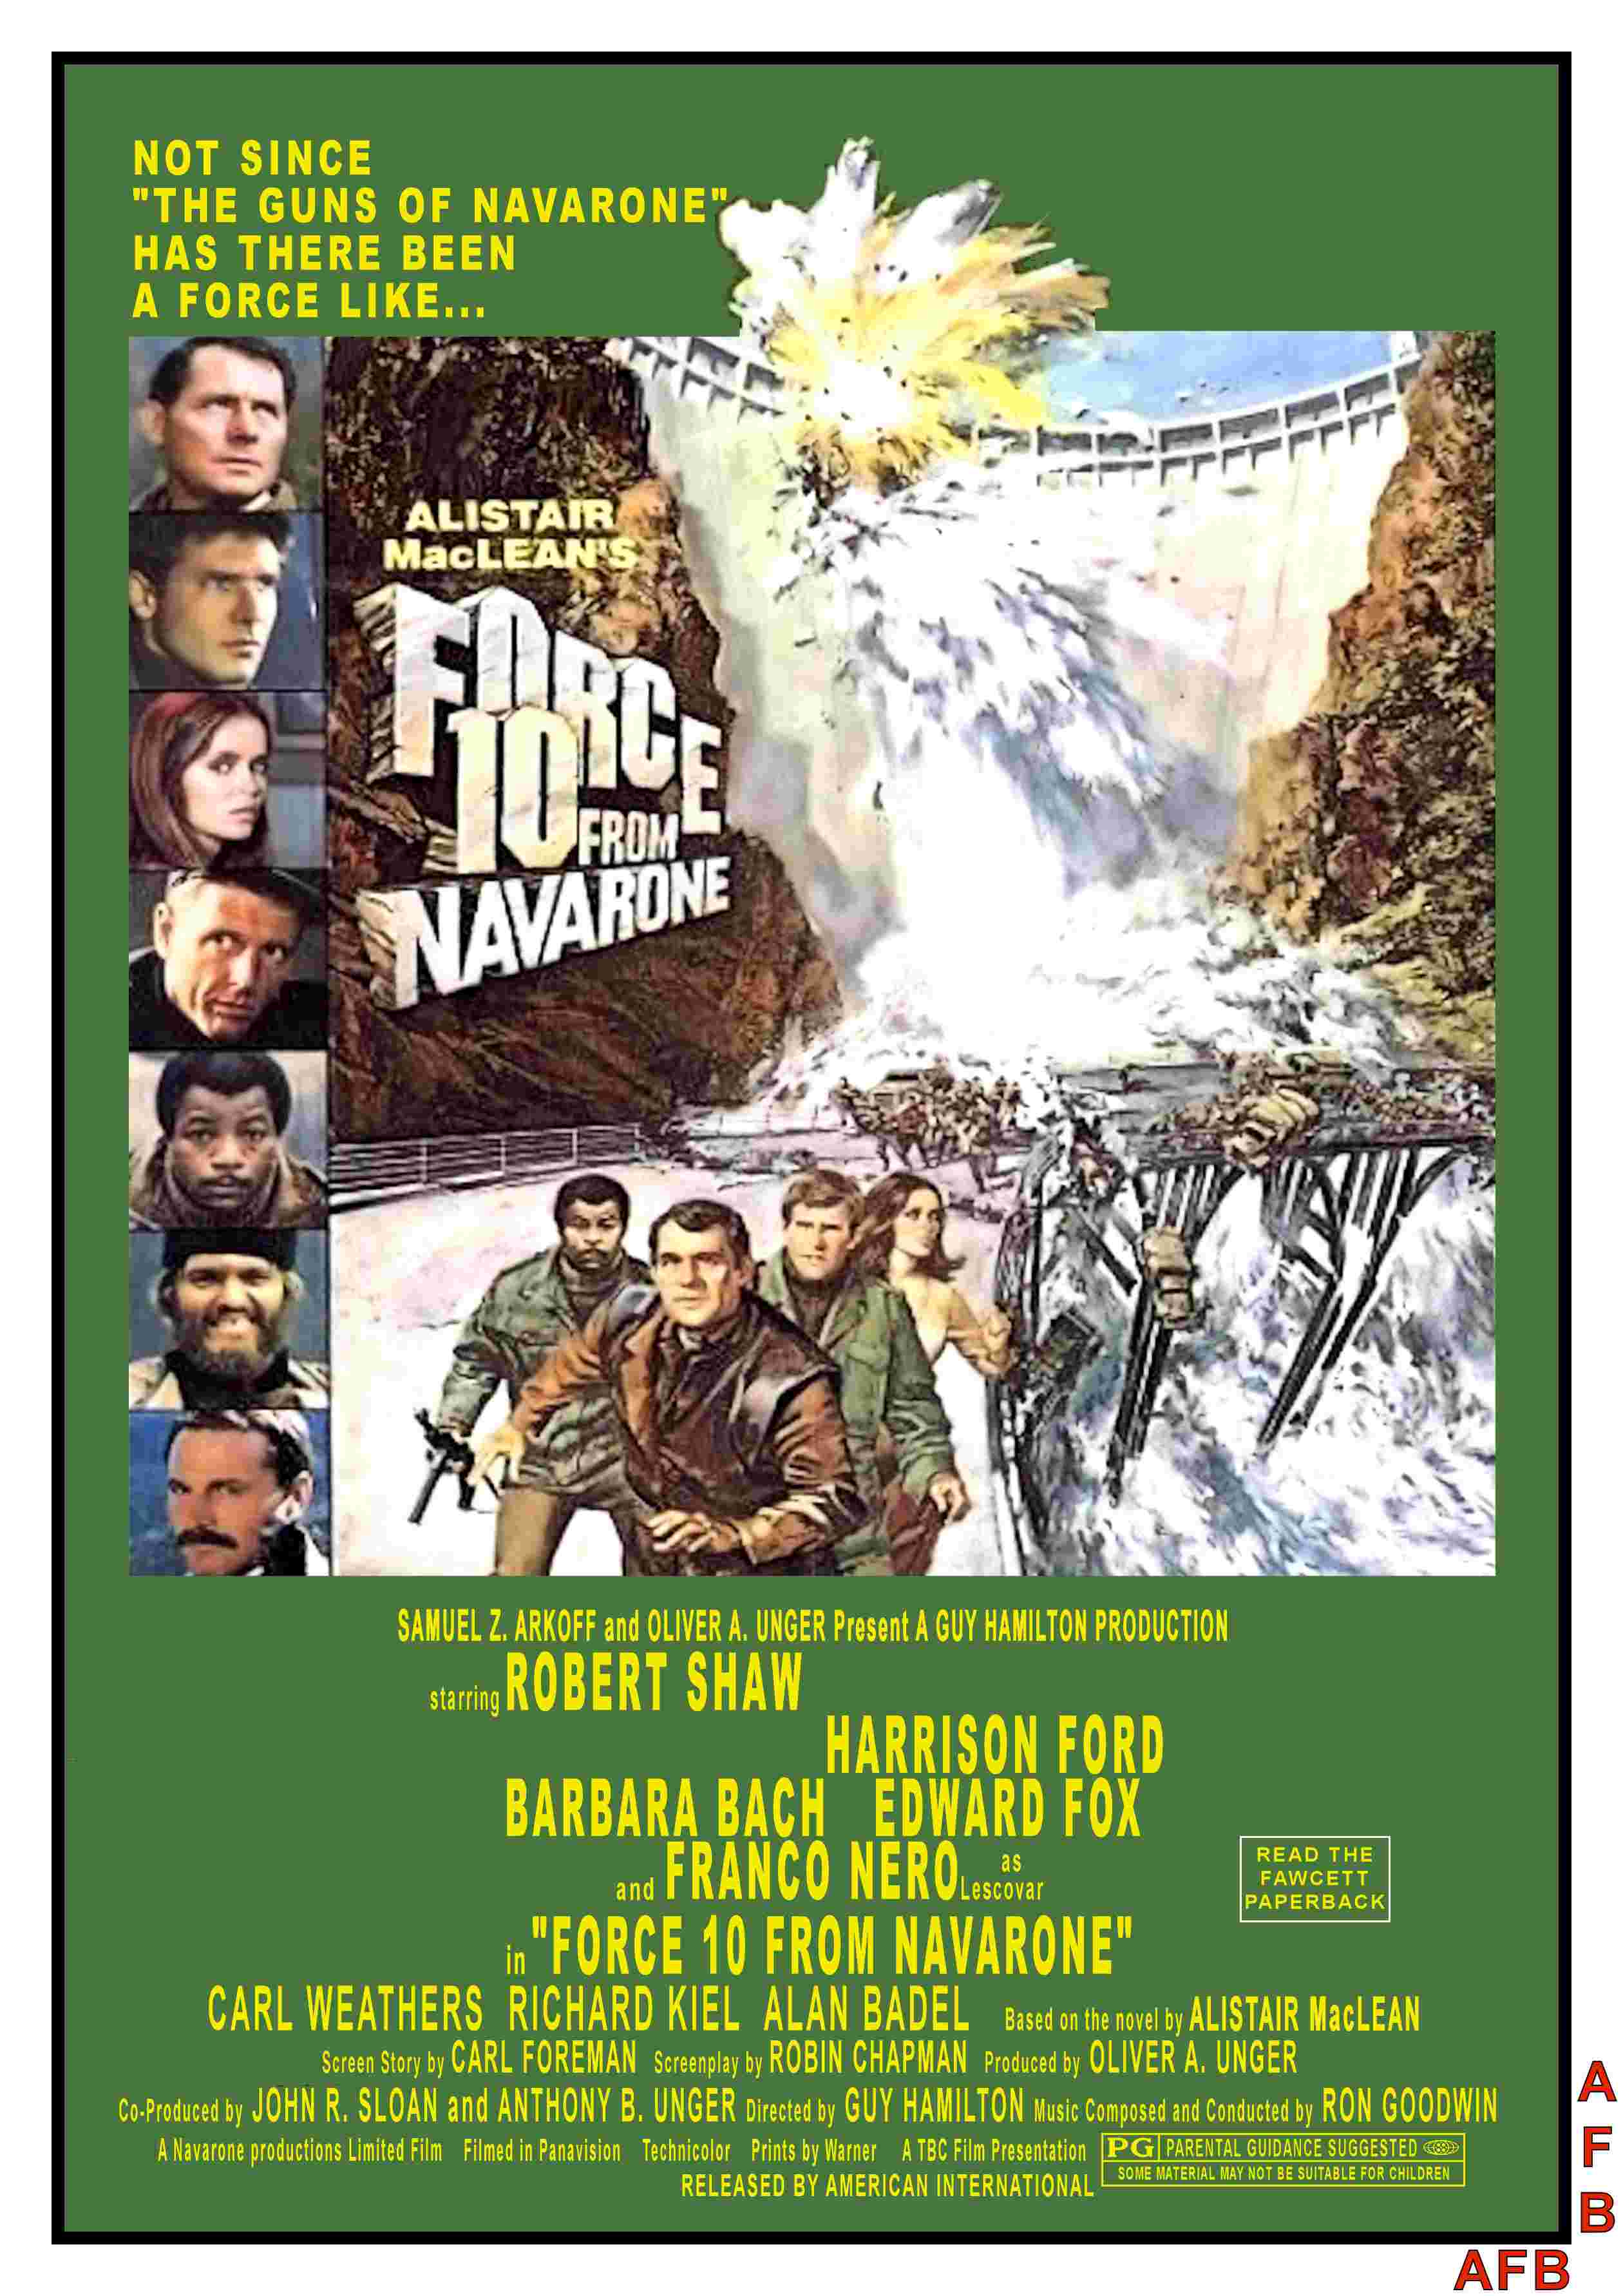 NOT SINCE
"THE GUNS OF NAVARONE"
HAS THERE BEEN
A FORCE LIKE...
ALISTAIR
MacLEAN'S
FORCE
10 FROM
NAVARONE
SAMUEL Z. ARKOFF and OLIVER A. UNGER Present A GUY HAMILTON PRODUCTION
starring ROBERT SHAW
HARRISON FORD
BARBARA BACH EDWARD FOX
and FRANCO NERO as Lescovar
READ THE
FAWCETT
PAPERBACK
in "FORCE 10 FROM NAVARONE"
CARL WEATHERS RICHARD KIEL ALAN BADEL Based on the novel by ALISTAIR MacLEAN
Screen Story by CARL FOREMAN Screenplay by ROBIN CHAPMAN Produced by OLIVER A. UNGER
Co-Produced by JOHN R. SLOAN and ANTHONY B. UNGER Directed by GUY HAMILTON Music Composed and Conducted by RON GOODWIN
A Navarone productions Limited Film Filmed in Panavision Technicolor Prints by Warner A TBC Film Presentation
PG PARENTAL GUIDANCE SUGGESTED
SOME MATERIAL MAY NOT BE SUITABLE FOR CHILDREN
RELEASED BY AMERICAN INTERNATIONAL
A
F
B
AFB